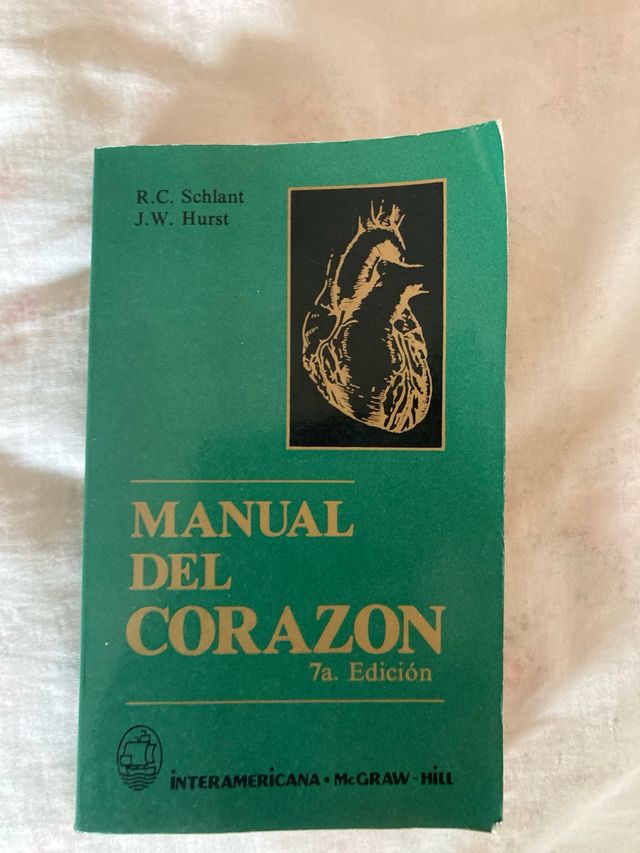 R.C. Schlant
J.W. Hurst
MANUAL
DEL
CORAZON
7a. Edición
INTERAMERICANA • McGRAW-HILL